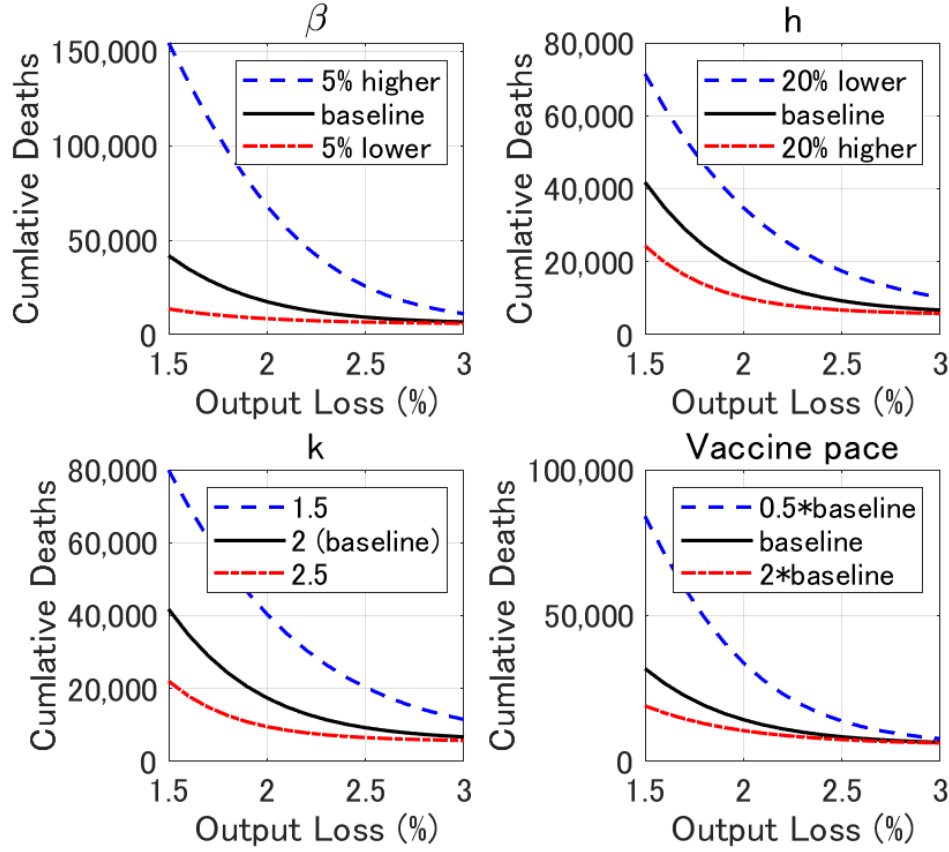 β
150,000
100,000
50,000
0
Cumlative Deaths
5% higher
baseline
5% lower
1.5
2
2.5
3
Output Loss (%)
h
80,000
60,000
40,000
20,000
0
Cumlative Deaths
20% lower
baseline
20% higher
1.5
2
2.5
3
Output Loss (%)
k
80,000
60,000
40,000
20,000
0
Cumlative Deaths
1.5
2 (baseline)
2.5
1.5
2
2.5
3
Output Loss (%)
Vaccine pace
100,000
50,000
0
Cumlative Deaths
0.5*baseline
baseline
2*baseline
1.5
2
2.5
3
Output Loss (%)